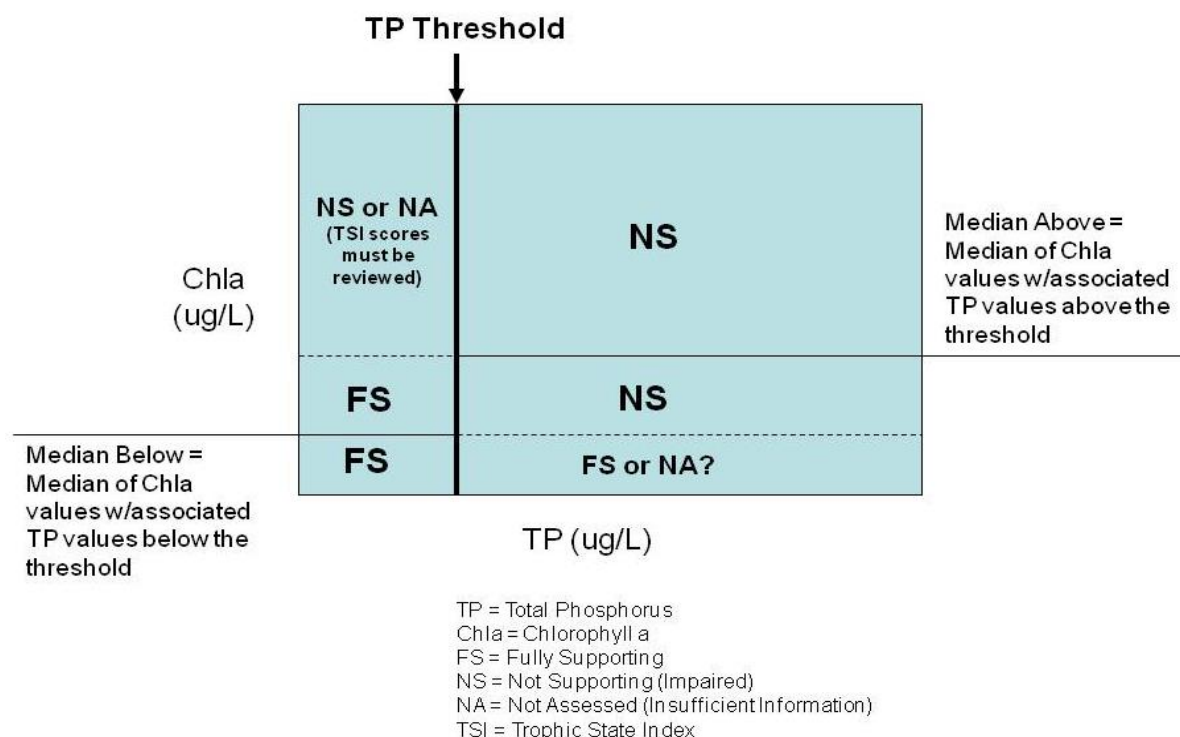 TP Threshold
NS or NA
(TSI scores
must be
reviewed)
NS
Chla
(ug/L)
Median Above =
Median of Chla
values w/associated
TP values above the
threshold
FS
NS
Median Below =
Median of Chla
values w/associated
TP values below the
threshold
FS
FS or NA?
TP (ug/L)
TP = Total Phosphorus
Chla = Chlorophyll a
FS = Fully Supporting
NS = Not Supporting (Impaired)
NA = Not Assessed (Insufficient Information)
TSI = Trophic State Index